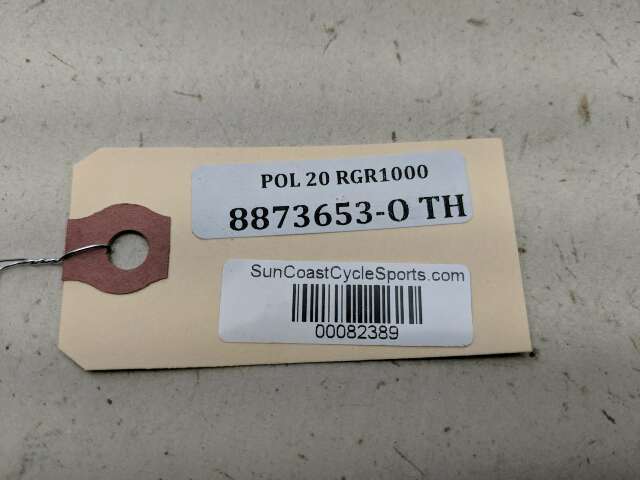 POL 20 RGR1000
8873653-O TH
SunCoastCycleSports.com
00082389